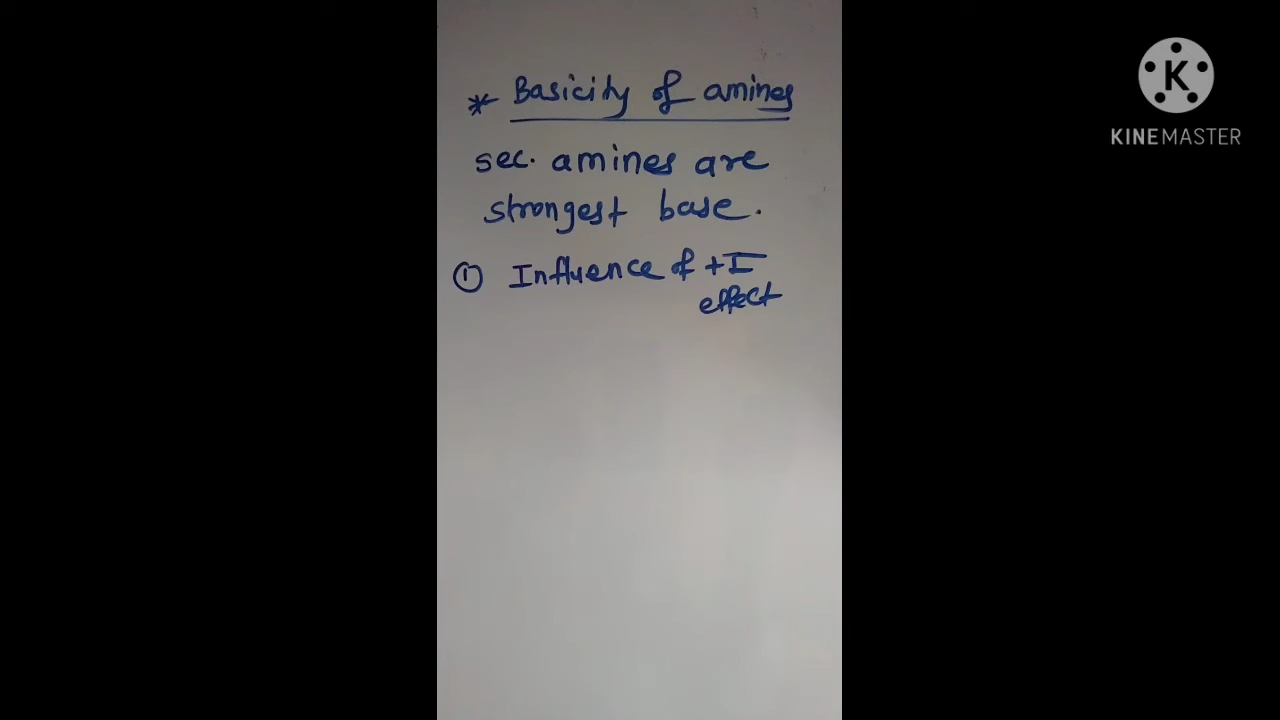 * Basicity of amines
sec. amines are
strongest base.
① Influence of +I
effect
K
KINEMASTER